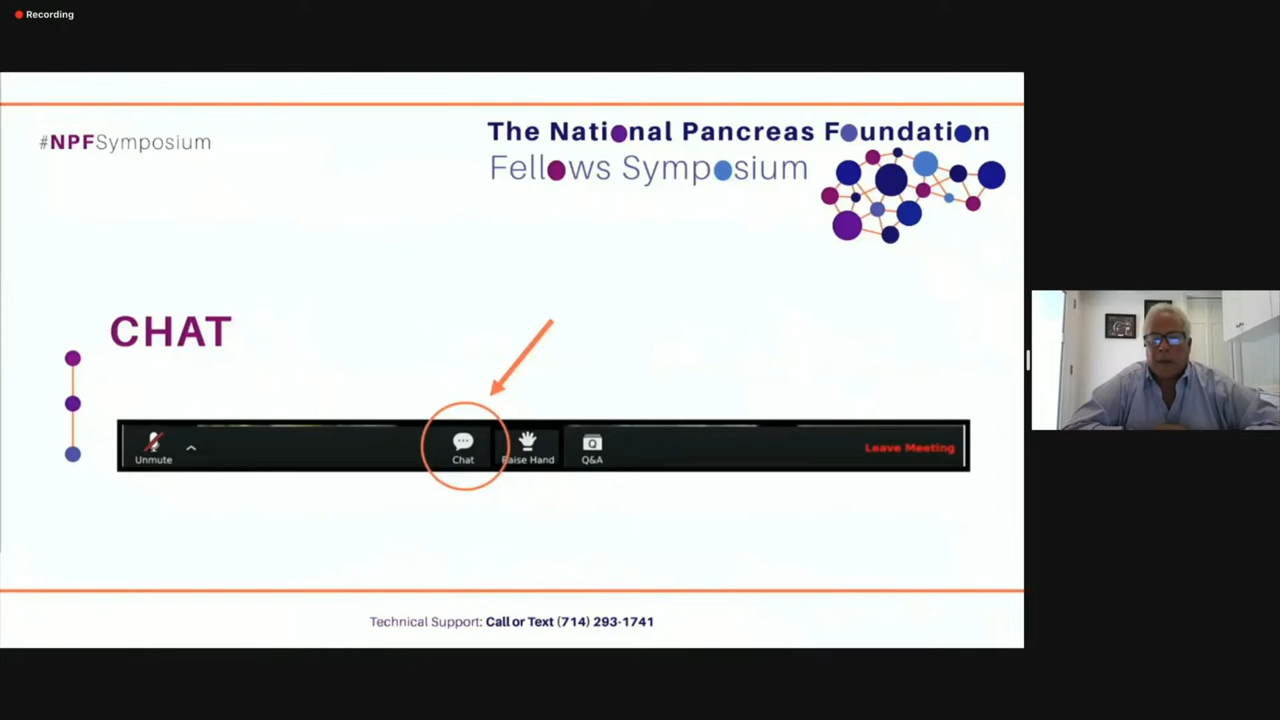 Recording
#NPFSymposium
The National Pancreas Foundation
Fellows Symposium
CHAT
Unmute
Chat
Raise Hand
Q&A
Leave Meeting
Technical Support: Call or Text (714) 293-1741